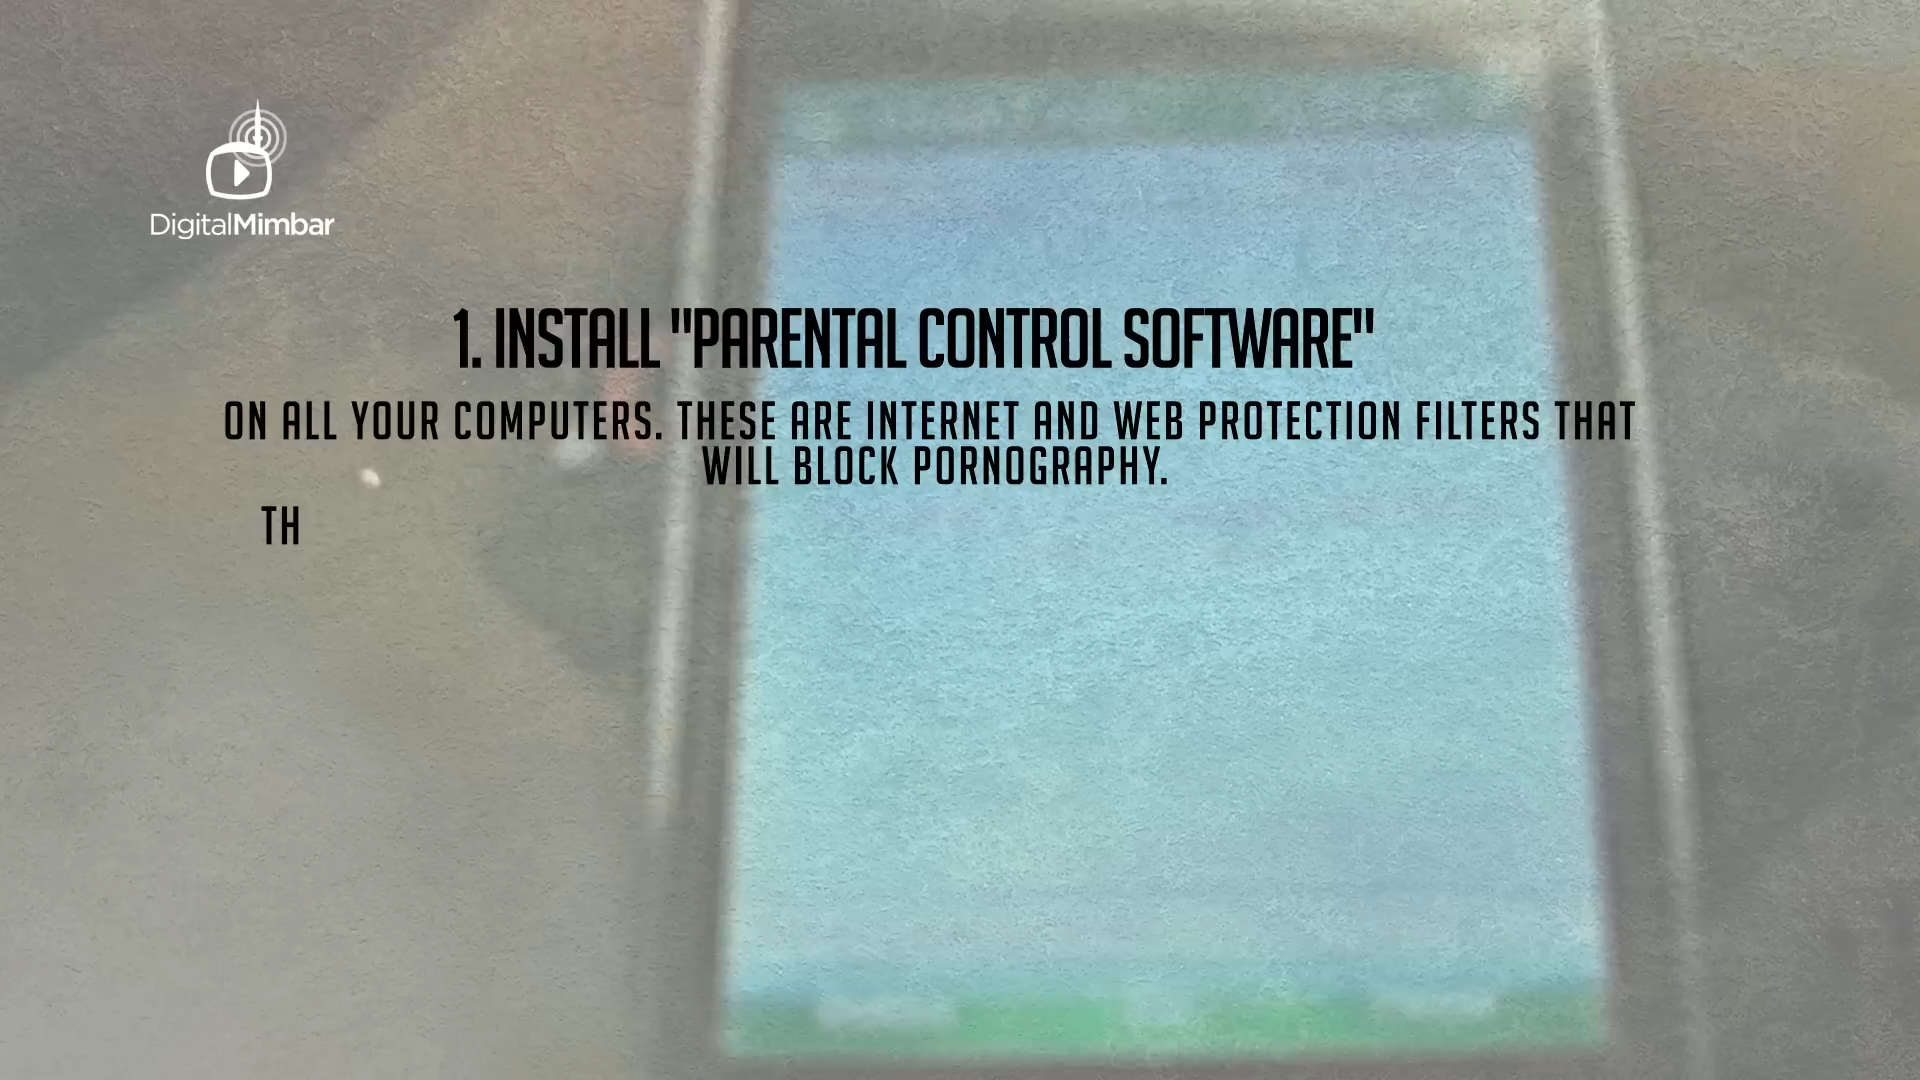 DigitalMimbar
1. INSTALL "PARENTAL CONTROL SOFTWARE"
ON ALL YOUR COMPUTERS. THESE ARE INTERNET AND WEB PROTECTION FILTERS THAT
WILL BLOCK PORNOGRAPHY.
TH